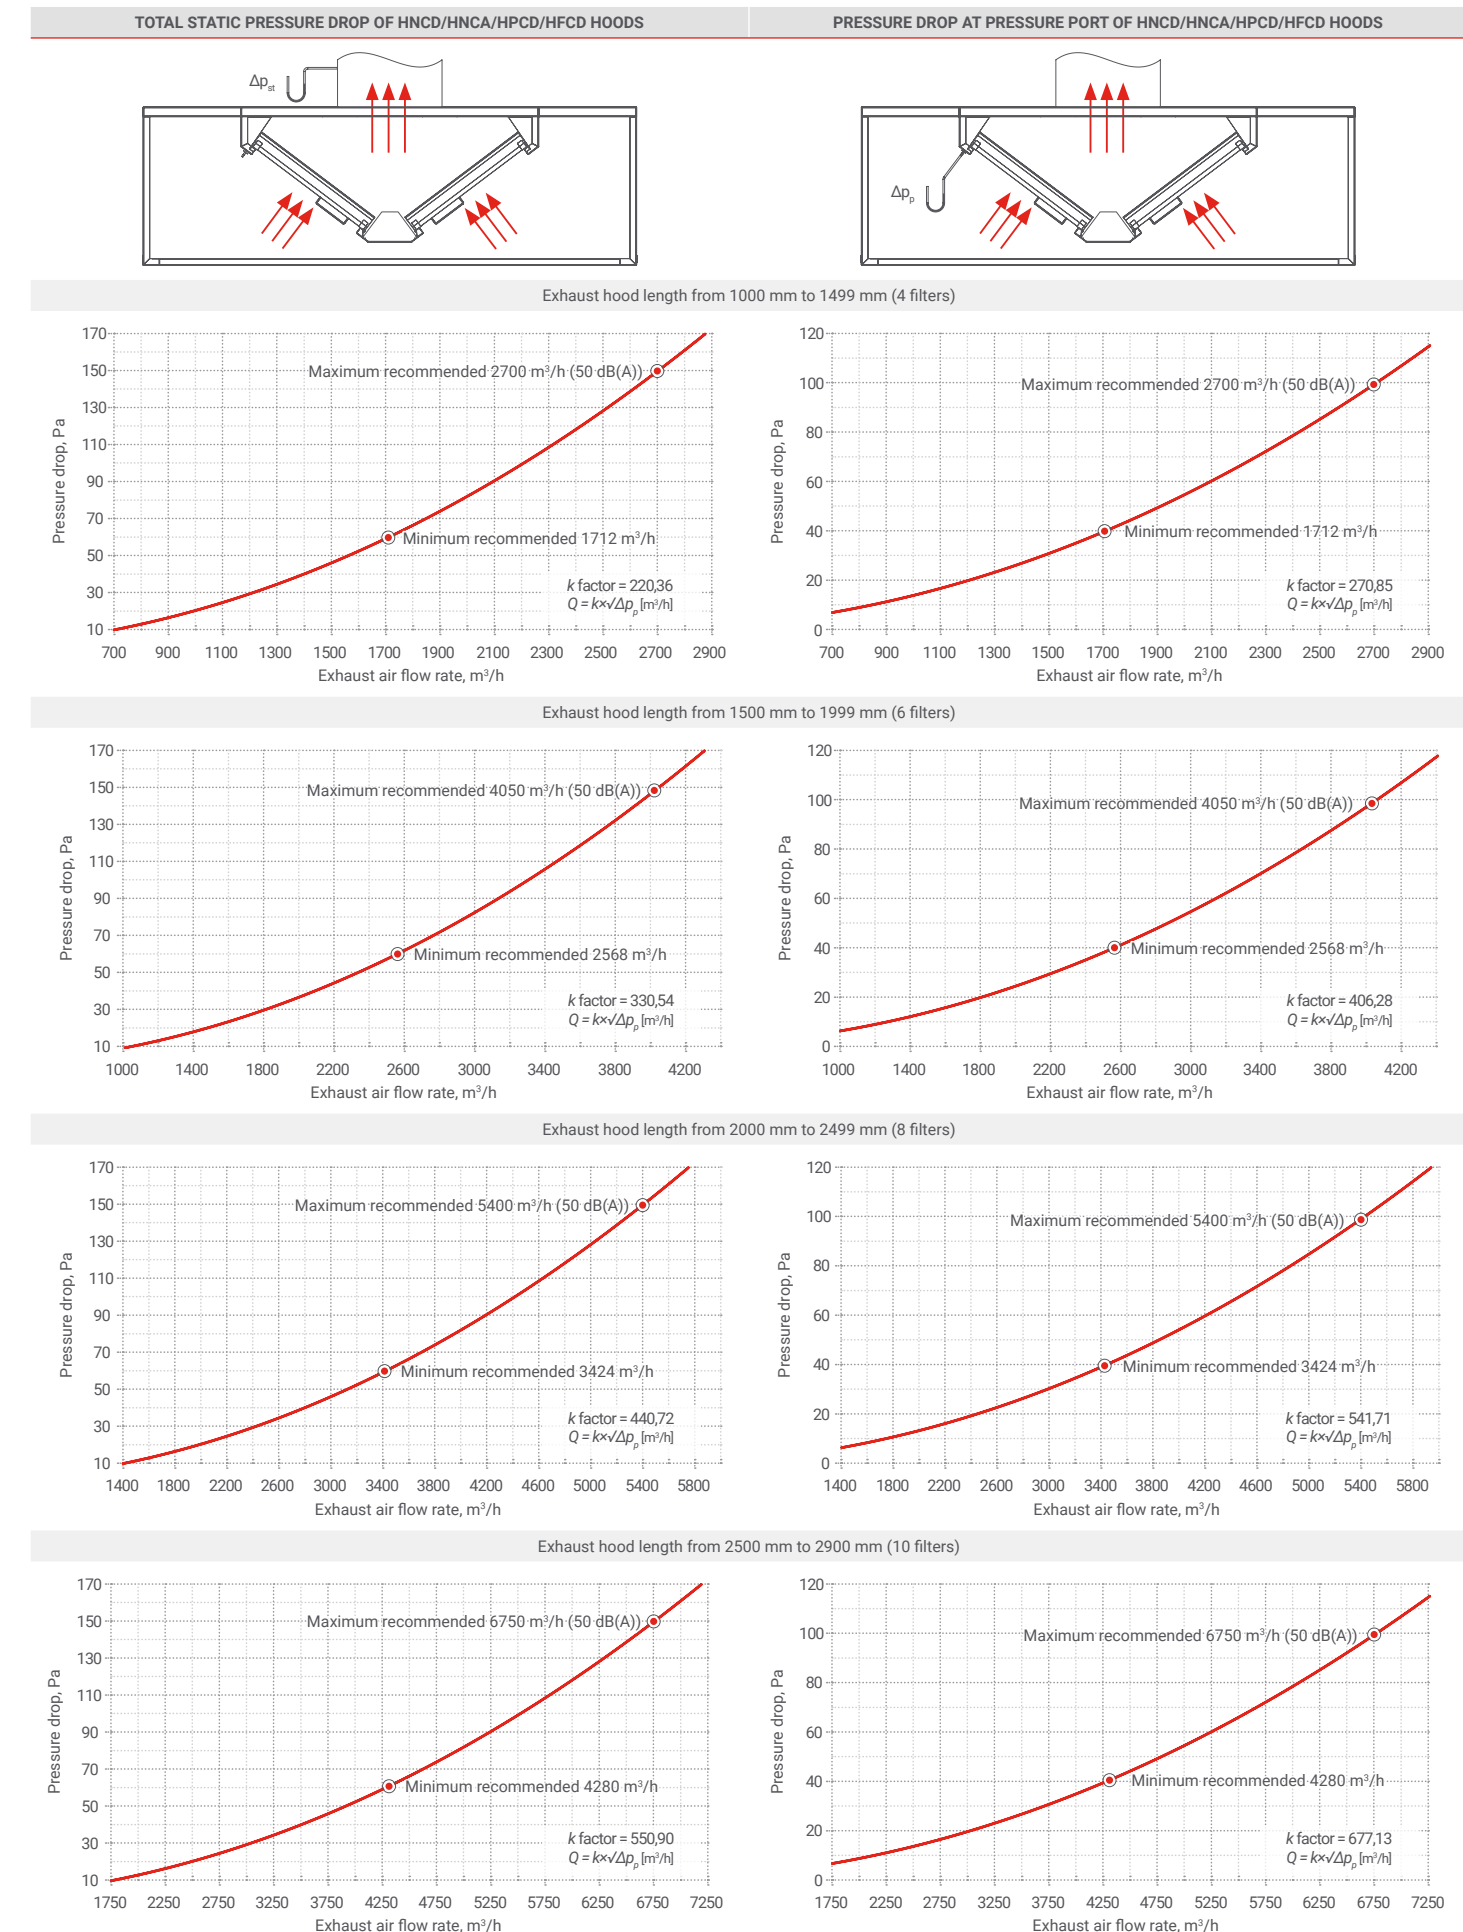 TOTAL STATIC PRESSURE DROP OF HNCD/HNCA/HPCD/HFCD HOODS
PRESSURE DROP AT PRESSURE PORT OF HNCD/HNCA/HPCD/HFCD HOODS
Δpst
Δpp
Exhaust hood length from 1000 mm to 1499 mm (4 filters)
170
150
130
110
90
70
50
30
10
Pressure drop, Pa
Maximum recommended 2700 m³/h (50 dB(A))
Minimum recommended 1712 m³/h
k factor = 220,36
Q = k×√Δpp [m³/h]
700 900 1100 1300 1500 1700 1900 2100 2300 2500 2700 2900
Exhaust air flow rate, m³/h
120
100
80
60
40
20
0
Pressure drop, Pa
Maximum recommended 2700 m³/h (50 dB(A))
Minimum recommended 1712 m³/h
k factor = 270,85
Q = k×√Δpp [m³/h]
700 900 1100 1300 1500 1700 1900 2100 2300 2500 2700 2900
Exhaust air flow rate, m³/h
Exhaust hood length from 1500 mm to 1999 mm (6 filters)
170
150
130
110
90
70
50
30
10
Pressure drop, Pa
Maximum recommended 4050 m³/h (50 dB(A))
Minimum recommended 2568 m³/h
k factor = 330,54
Q = k×√Δpp [m³/h]
1000 1400 1800 2200 2600 3000 3400 3800 4200
Exhaust air flow rate, m³/h
120
100
80
60
40
20
0
Pressure drop, Pa
Maximum recommended 4050 m³/h (50 dB(A))
Minimum recommended 2568 m³/h
k factor = 406,28
Q = k×√Δpp [m³/h]
1000 1400 1800 2200 2600 3000 3400 3800 4200
Exhaust air flow rate, m³/h
Exhaust hood length from 2000 mm to 2499 mm (8 filters)
170
150
130
110
90
70
50
30
10
Pressure drop, Pa
Maximum recommended 5400 m³/h (50 dB(A))
Minimum recommended 3424 m³/h
k factor = 440,72
Q = k×√Δpp [m³/h]
1400 1800 2200 2600 3000 3400 3800 4200 4600 5000 5400 5800
Exhaust air flow rate, m³/h
120
100
80
60
40
20
0
Pressure drop, Pa
Maximum recommended 5400 m³/h (50 dB(A))
Minimum recommended 3424 m³/h
k factor = 541,71
Q = k×√Δpp [m³/h]
1400 1800 2200 2600 3000 3400 3800 4200 4600 5000 5400 5800
Exhaust air flow rate, m³/h
Exhaust hood length from 2500 mm to 2900 mm (10 filters)
170
150
130
110
90
70
50
30
10
Pressure drop, Pa
Maximum recommended 6750 m³/h (50 dB(A))
Minimum recommended 4280 m³/h
k factor = 550,90
Q = k×√Δpp [m³/h]
1750 2250 2750 3250 3750 4250 4750 5250 5750 6250 6750 7250
Exhaust air flow rate, m³/h
120
100
80
60
40
20
0
Pressure drop, Pa
Maximum recommended 6750 m³/h (50 dB(A))
Minimum recommended 4280 m³/h
k factor = 677,13
Q = k×√Δpp [m³/h]
1750 2250 2750 3250 3750 4250 4750 5250 5750 6250 6750 7250
Exhaust air flow rate, m³/h